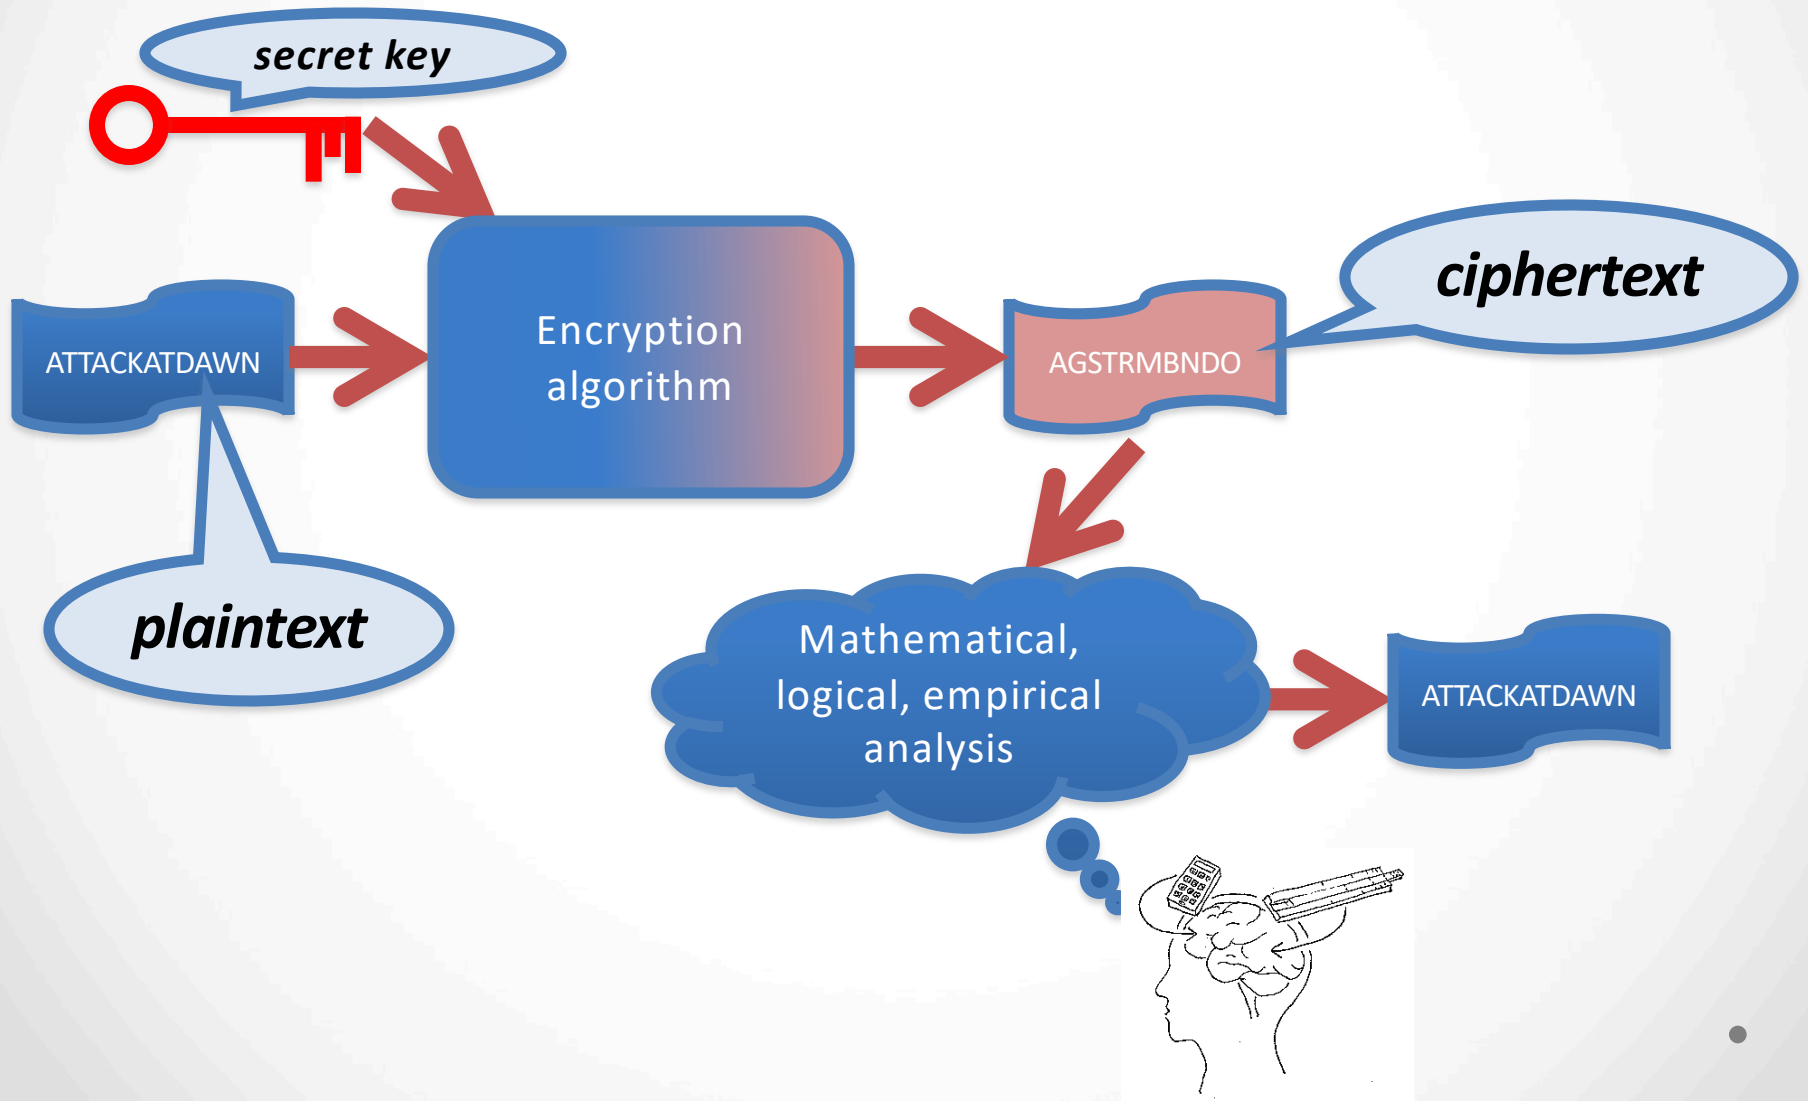 secret key
Encryption
algorithm
ATTACKATDAWN
AGSTRMBNDO
ciphertext
plaintext
Mathematical,
logical, empirical
analysis
ATTACKATDAWN